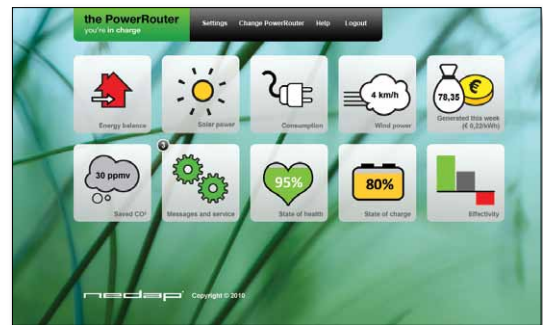 the PowerRouter
you're in charge
Settings Change PowerRouter Help Logout
Energy balance
Solar power
Consumption
4 km/h
Wind power
78,35
€
Generated this week
(€ 0,22/kWh)
30 ppmv
Saved CO²
3
Messages and service
95%
State of health
80%
State of charge
Effectivity
nedap Copyright © 2010